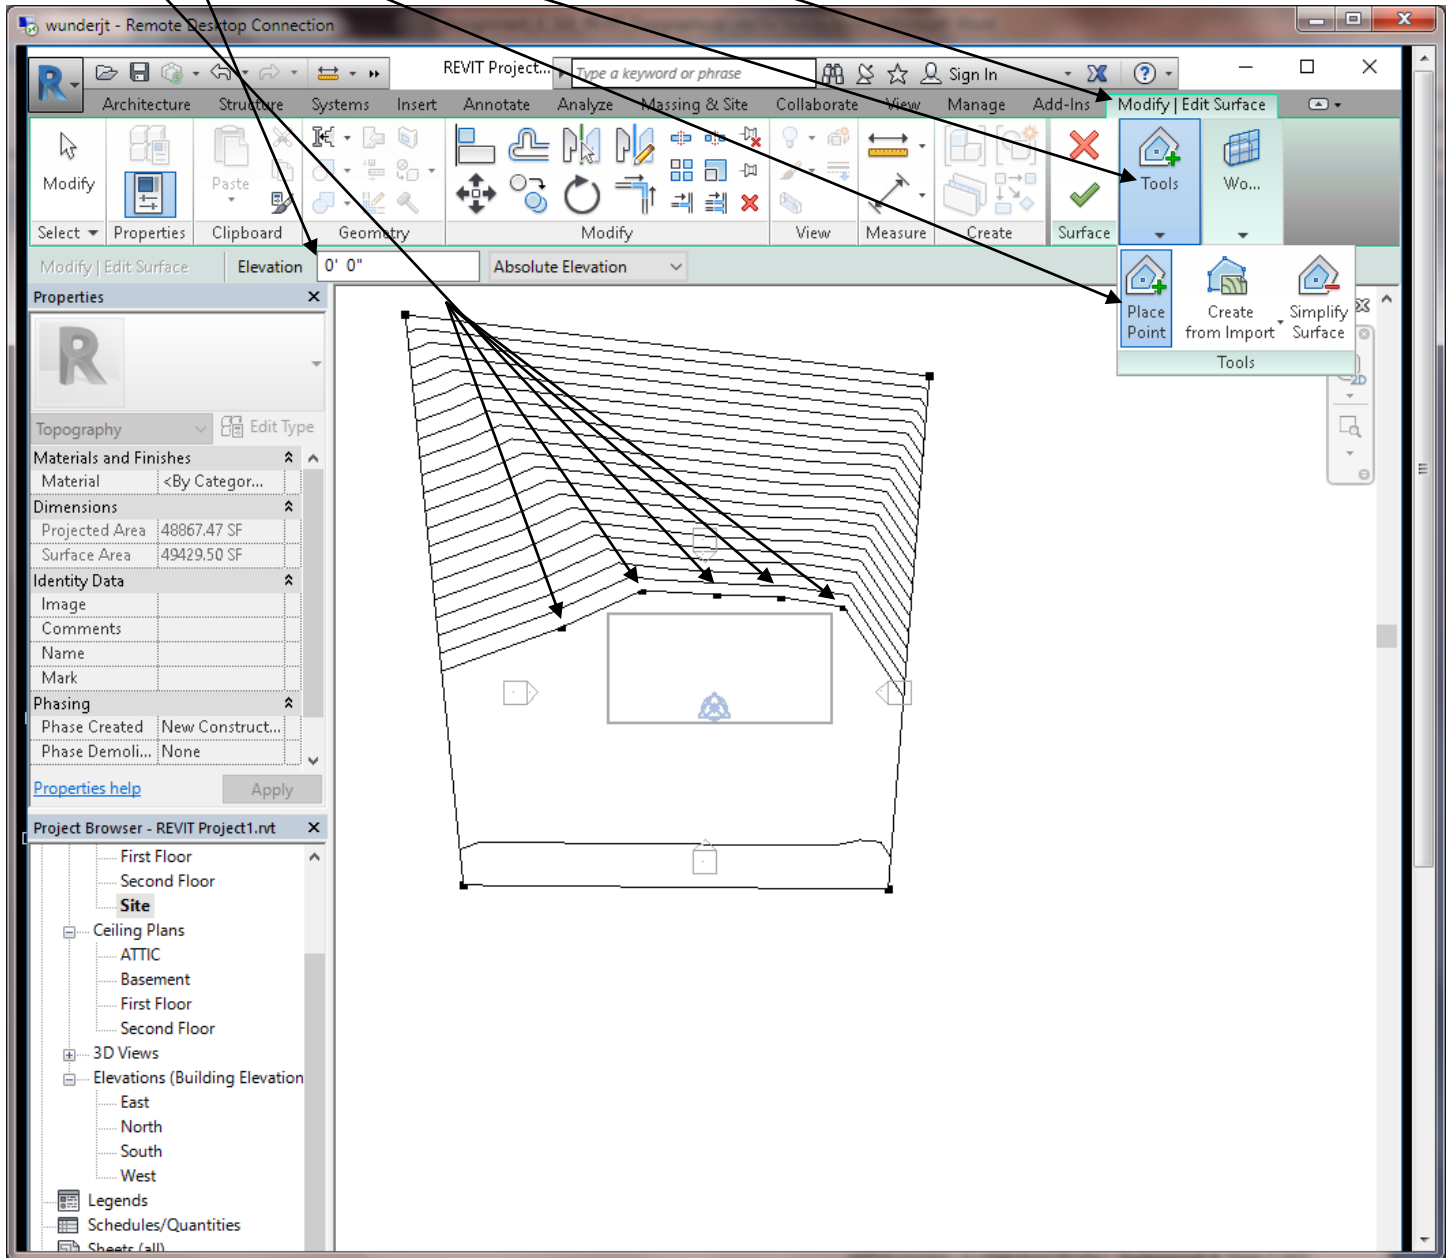 wunderjt - Remote Desktop Connection
REVIT Project... Type a keyword or phrase Sign In
Architecture Structure Systems Insert Annotate Analyze Massing & Site Collaborate View Manage Add-Ins Modify | Edit Surface
Modify Paste Tools Wo...
Select Properties Clipboard Geometry Modify View Measure Create Surface
Modify | Edit Surface Elevation 0' 0" Absolute Elevation
Place Point
Create from Import
Simplify Surface
Tools
2D
Properties
R
Topography Edit Type
Materials and Finishes
Material <By Categor...
Dimensions
Projected Area 48867.47 SF
Surface Area 49429.50 SF
Identity Data
Image
Comments
Name
Mark
Phasing
Phase Created New Construct...
Phase Demoli... None
Properties help Apply
Project Browser - REVIT Project1.rvt
First Floor
Second Floor
Site
Ceiling Plans
ATTIC
Basement
First Floor
Second Floor
3D Views
Elevations (Building Elevation
East
North
South
West
Legends
Schedules/Quantities
Sheets (all)